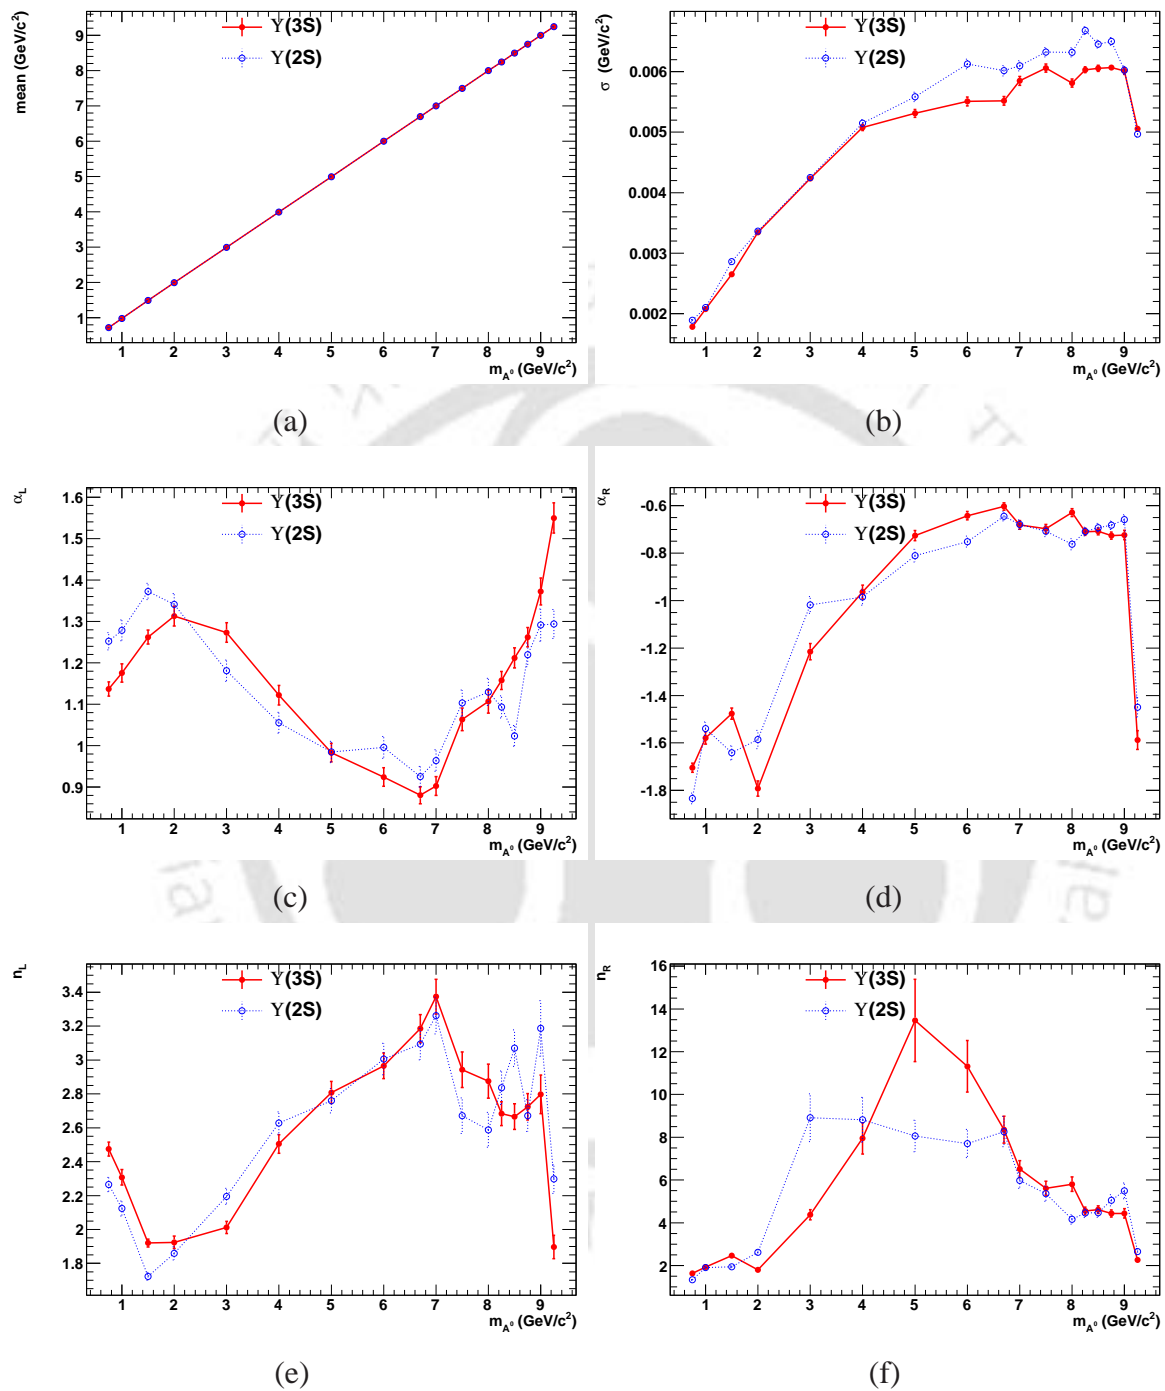 mean (GeV/c²)
Υ(3S)
Υ(2S)
9
8
7
6
5
4
3
2
1
1 2 3 4 5 6 7 8 9
m_A⁰ (GeV/c²)
(a)
σ (GeV/c²)
Υ(3S)
Υ(2S)
0.006
0.005
0.004
0.003
0.002
1 2 3 4 5 6 7 8 9
m_A⁰ (GeV/c²)
(b)
α_L
Υ(3S)
Υ(2S)
1.6
1.5
1.4
1.3
1.2
1.1
1
0.9
1 2 3 4 5 6 7 8 9
m_A⁰ (GeV/c²)
(c)
α_R
Υ(3S)
Υ(2S)
-0.6
-0.8
-1
-1.2
-1.4
-1.6
-1.8
1 2 3 4 5 6 7 8 9
m_A⁰ (GeV/c²)
(d)
n_L
Υ(3S)
Υ(2S)
3.4
3.2
3
2.8
2.6
2.4
2.2
2
1.8
1 2 3 4 5 6 7 8 9
m_A⁰ (GeV/c²)
(e)
n_R
Υ(3S)
Υ(2S)
16
14
12
10
8
6
4
2
1 2 3 4 5 6 7 8 9
m_A⁰ (GeV/c²)
(f)